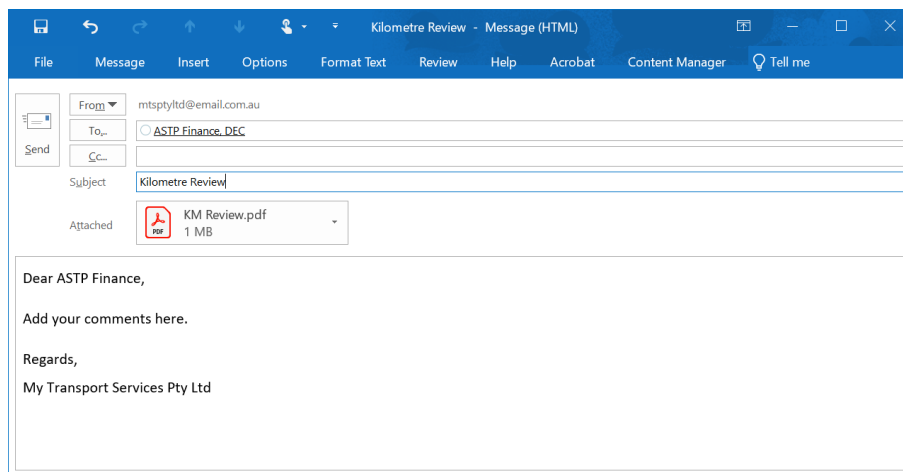 Kilometre Review - Message (HTML)
File Message Insert Options Format Text Review Help Acrobat Content Manager Tell me
From mtsptyltd@email.com.au
To... ASTP Finance, DEC
Send
Cc...
Subject Kilometre Review
Attached KM Review.pdf
PDF 1 MB
Dear ASTP Finance,
Add your comments here.
Regards,
My Transport Services Pty Ltd